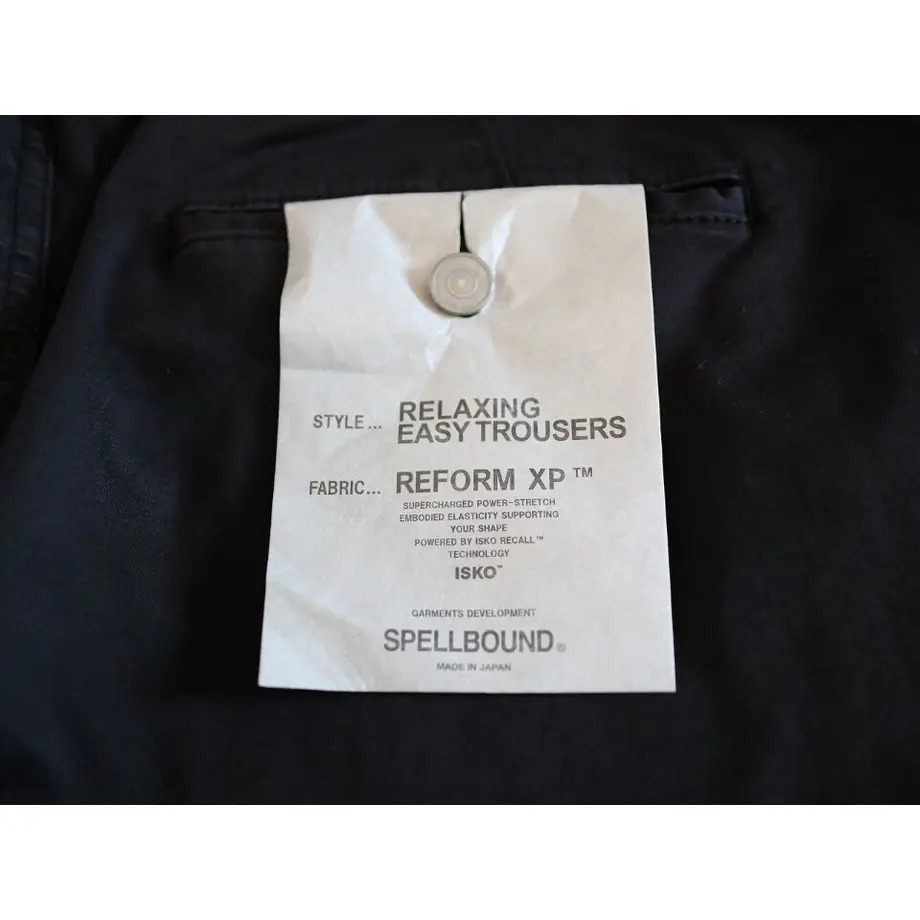 STYLE... RELAXING
EASY TROUSERS
FABRIC... REFORM XP™
SUPERCHARGED POWER-STRETCH
EMBODIED ELASTICITY SUPPORTING
YOUR SHAPE
POWERED BY ISKO RECALL™
TECHNOLOGY
ISKO™
GARMENTS DEVELOPMENT
SPELLBOUND®
MADE IN JAPAN